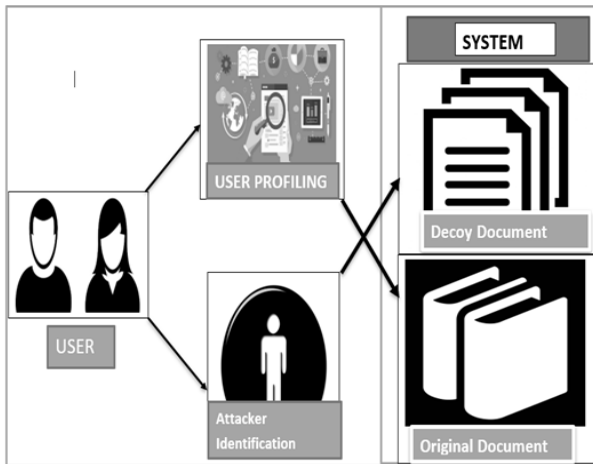 SYSTEM
USER PROFILING
Decoy Document
USER
Attacker
Identification
Original Document